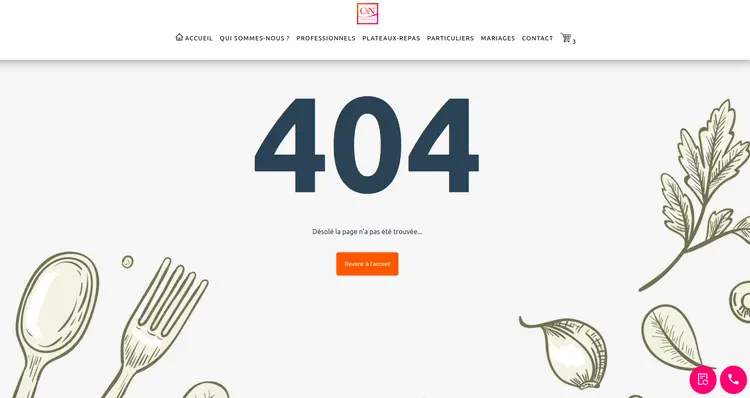 ACCUEIL QUI SOMMES-NOUS ? PROFESSIONNELS PLATEAUX-REPAS PARTICULIERS MARIAGES CONTACT 3
404
Désolé la page n'a pas été trouvée...
Revenir à l'accueil